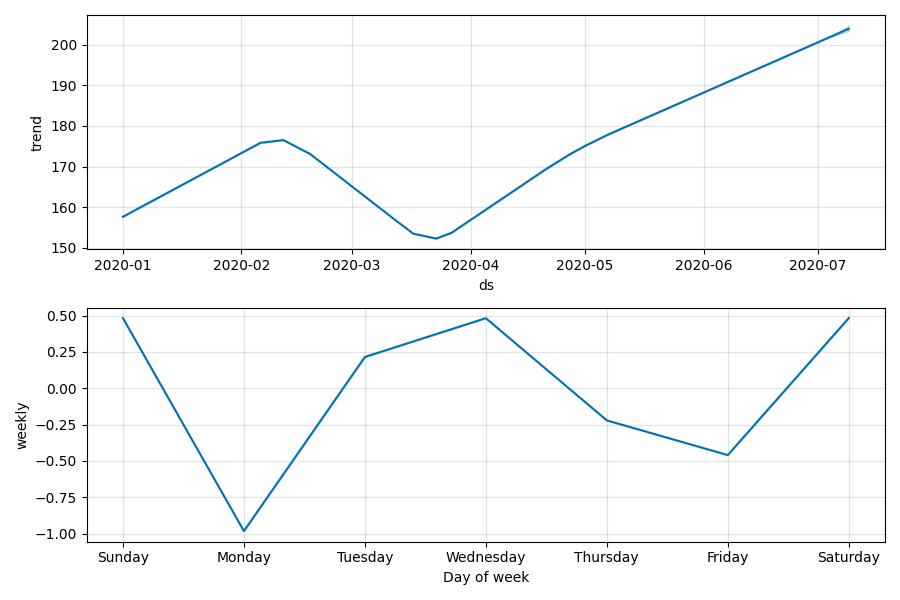 trend
200
190
180
170
160
150
2020-01 2020-02 2020-03 2020-04 2020-05 2020-06 2020-07
ds
weekly
0.50
0.25
0.00
−0.25
−0.50
−0.75
−1.00
Sunday Monday Tuesday Wednesday Thursday Friday Saturday
Day of week